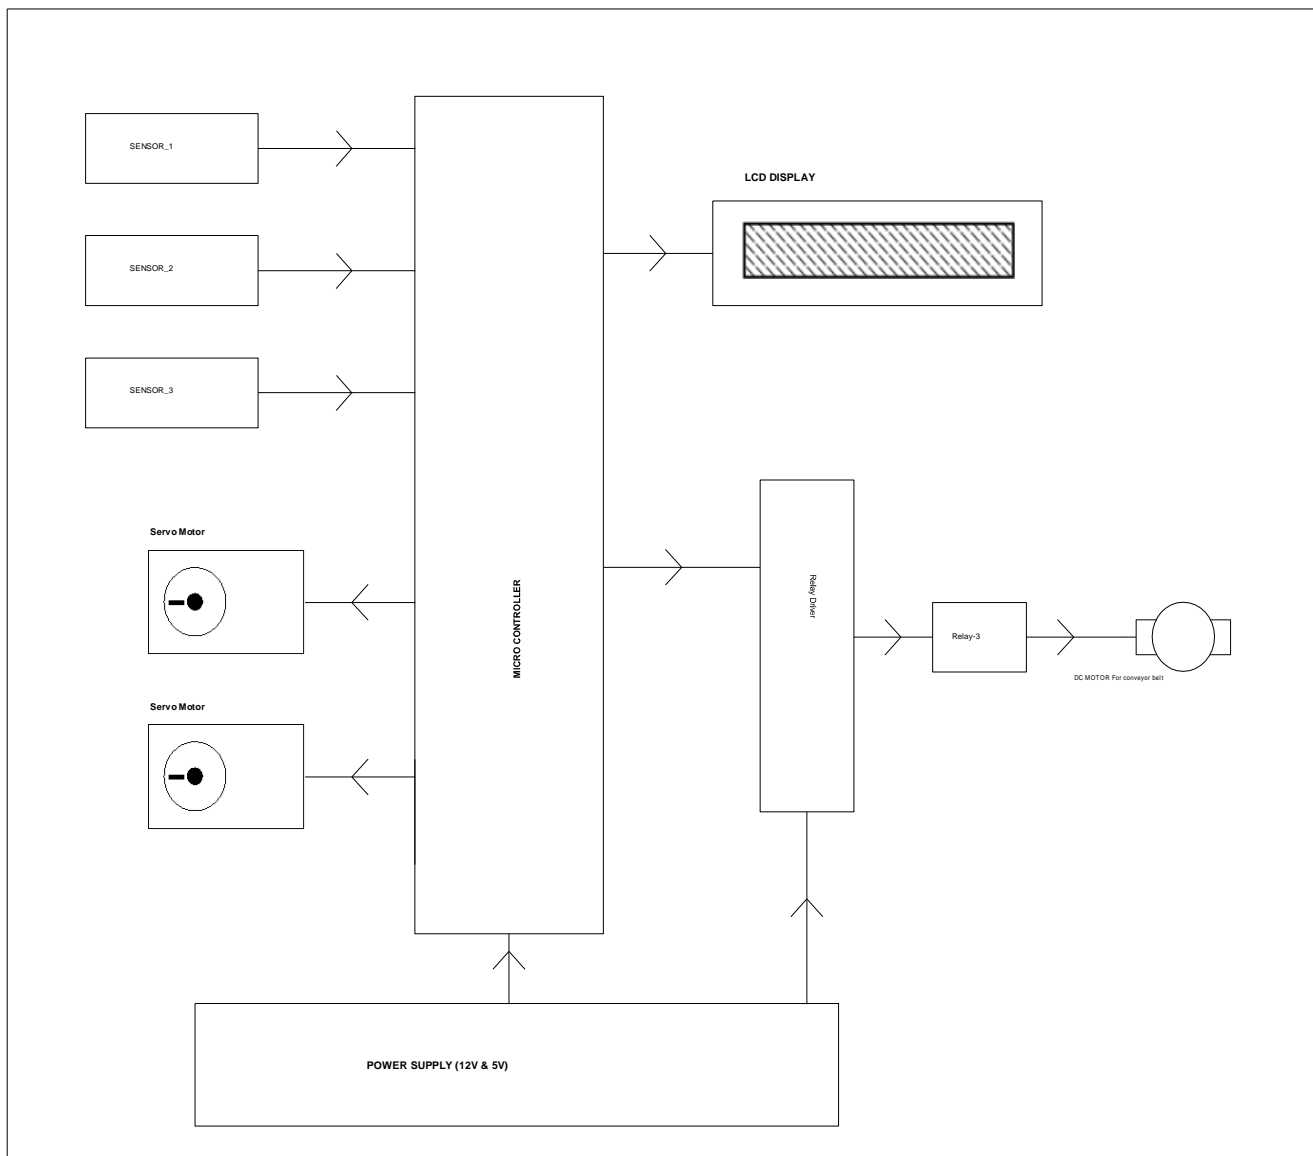 SENSOR_1
LCD DISPLAY
SENSOR_2
SENSOR_3
Servo Motor
MICRO CONTROLLER
Relay Driver
Relay-3
DC MOTOR For conveyor belt
Servo Motor
POWER SUPPLY (12V & 5V)